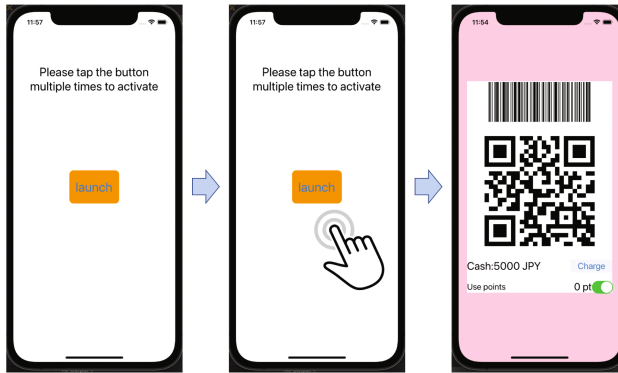 11:57
Please tap the button
multiple times to activate
launch
11:57
Please tap the button
multiple times to activate
launch
11:54
Cash:5000 JPY
Charge
Use points
0 pt